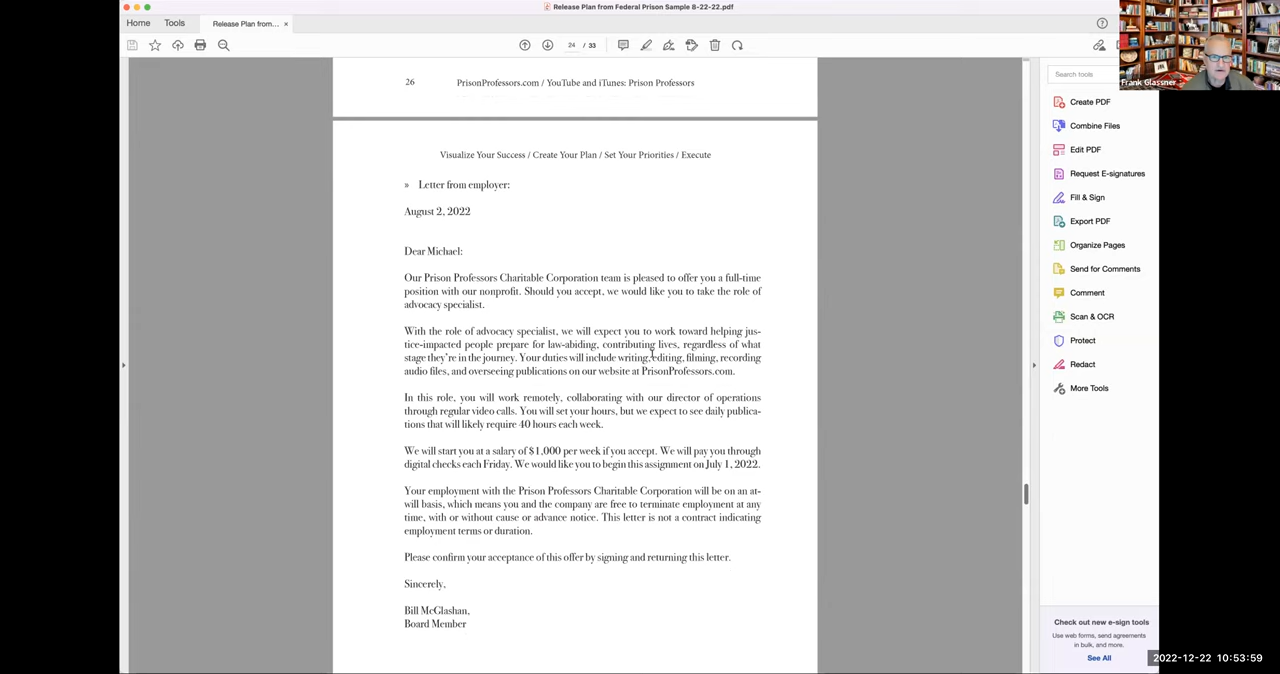 Release Plan from Federal Prison Sample 8-22-22.pdf
Home
Tools
Release Plan from...
×
24 / 33
Search tools
Frank Glassner
26
PrisonProfessors.com / YouTube and iTunes: Prison Professors
Visualize Your Success / Create Your Plan / Set Your Priorities / Execute
» Letter from employer:
August 2, 2022
Dear Michael:
Our Prison Professors Charitable Corporation team is pleased to offer you a full-time
position with our nonprofit. Should you accept, we would like you to take the role of
advocacy specialist.
With the role of advocacy specialist, we will expect you to work toward helping jus-
tice-impacted people prepare for law-abiding, contributing lives, regardless of what
stage they're in the journey. Your duties will include writing, editing, filming, recording
audio files, and overseeing publications on our website at PrisonProfessors.com.
In this role, you will work remotely, collaborating with our director of operations
through regular video calls. You will set your hours, but we expect to see daily publica-
tions that will likely require 40 hours each week.
We will start you at a salary of $1,000 per week if you accept. We will pay you through
digital checks each Friday. We would like you to begin this assignment on July 1, 2022.
Your employment with the Prison Professors Charitable Corporation will be on an at-
will basis, which means you and the company are free to terminate employment at any
time, with or without cause or advance notice. This letter is not a contract indicating
employment terms or duration.
Please confirm your acceptance of this offer by signing and returning this letter.
Sincerely,
Bill McGlashan,
Board Member
Create PDF
Combine Files
Edit PDF
Request E-signatures
Fill & Sign
Export PDF
Organize Pages
Send for Comments
Comment
Scan & OCR
Protect
Redact
More Tools
Check out new e-sign tools
Use web forms, send agreements
in bulk, and more.
See All
2022-12-22 10:53:59